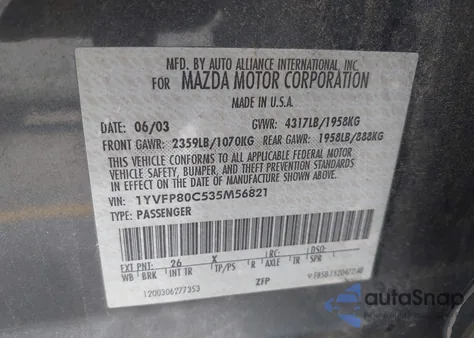 MFD. BY AUTO ALLIANCE INTERNATIONAL, INC.
FOR MAZDA MOTOR CORPORATION
MADE IN U.S.A.
DATE: 06/03 GVWR: 4317LB/1958KG
FRONT GAWR: 2359LB/1070KG REAR GAWR: 1958LB/888KG
THIS VEHICLE CONFORMS TO ALL APPLICABLE FEDERAL MOTOR
VEHICLE SAFETY, BUMPER, AND THEFT PREVENTION STANDARDS
IN EFFECT ON THE DATE OF MANUFACTURE SHOWN ABOVE.
VIN: 1YVFP80C535M56821
TYPE: PASSENGER
EXT PNT: 26 X RC: DSO:
WB BRK INT TR TP/PS R AXLE TR SPR
1200306277353 ZFP
autoSnap